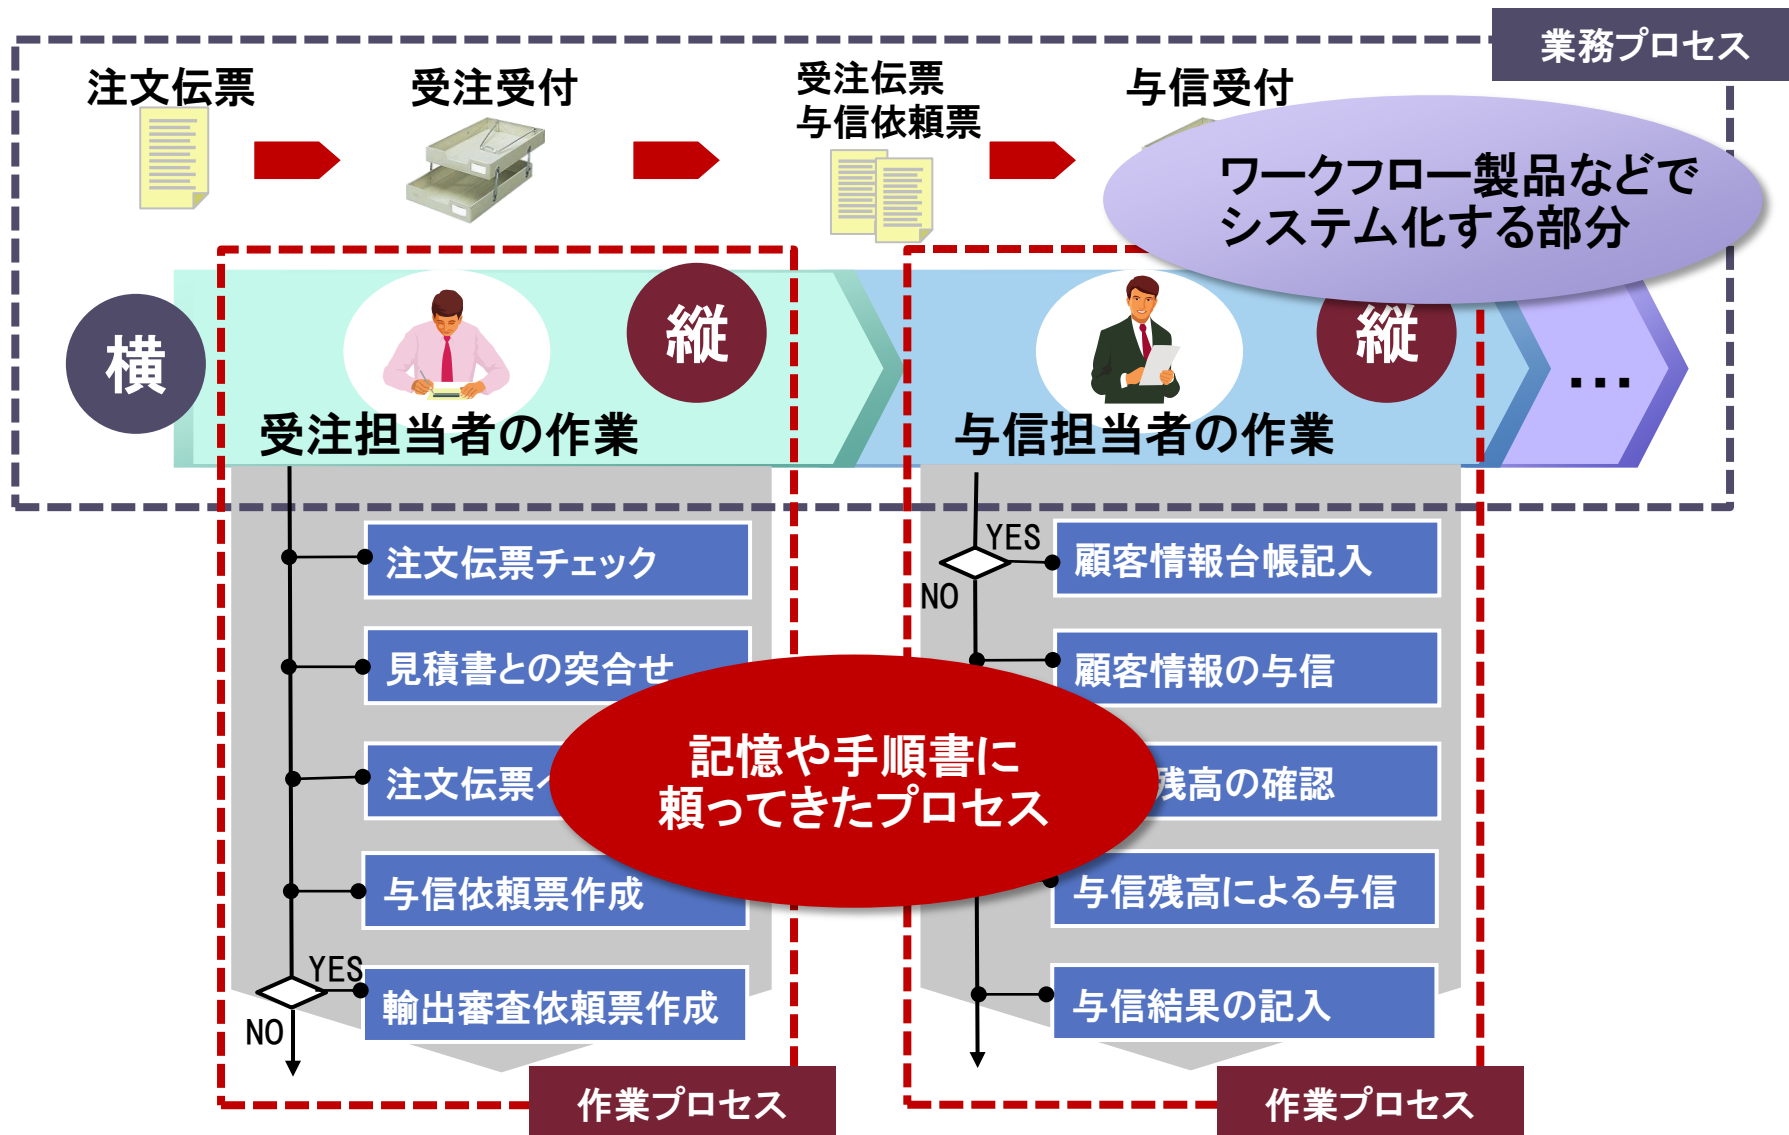 業務プロセス
注文伝票
受注受付
受注伝票
与信依頼票
与信受付
ワークフロー製品などで
システム化する部分
横
縦
縦
...
受注担当者の作業
与信担当者の作業
注文伝票チェック
見積書との突合せ
注文伝票
与信依頼票作成
YES
NO
輸出審査依頼票作成
YES
NO
顧客情報台帳記入
顧客情報の与信
残高の確認
与信残高による与信
与信結果の記入
記憶や手順書に
頼ってきたプロセス
作業プロセス
作業プロセス